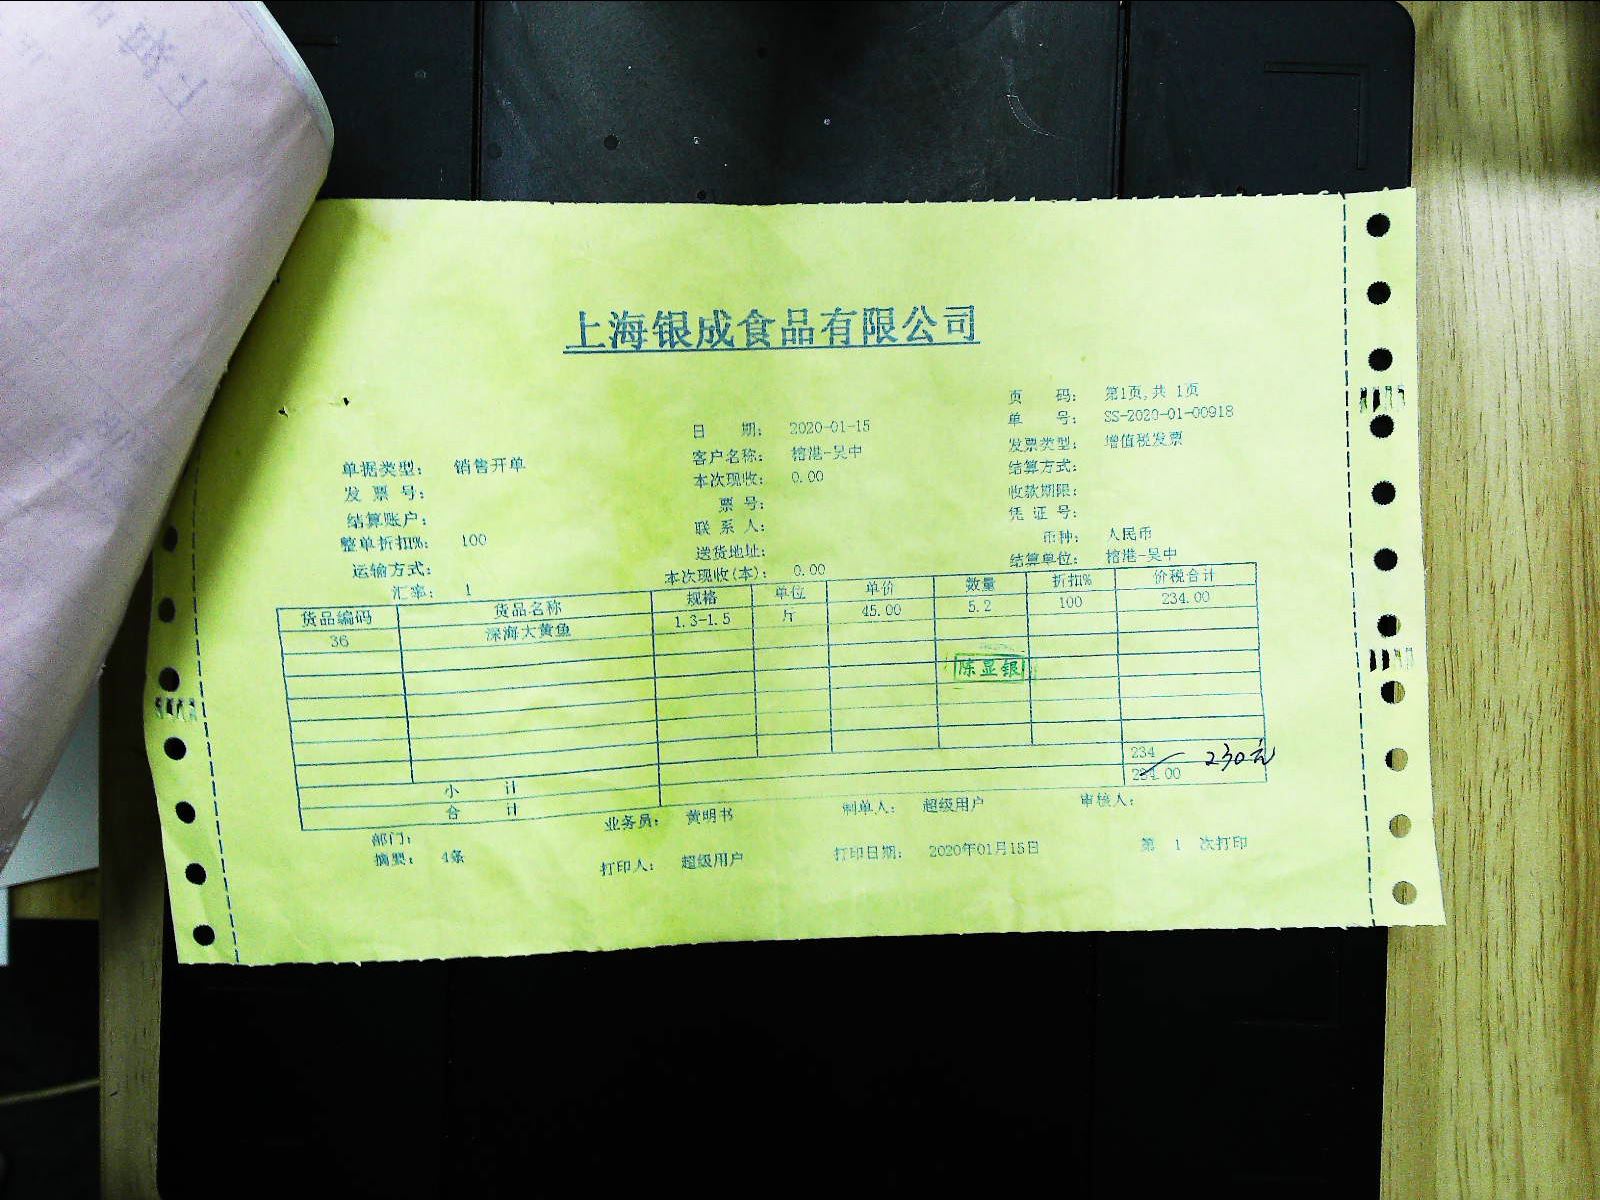 上海银成食品有限公司
页 码: 第1页,共 1页
单 号: SS-2020-01-00918
日 期: 2020-01-15
发票类型: 增值税发票
客户名称: 榕港-吴中
单据类型: 销售开单
结算方式:
本次现收: 0.00
发 票 号:
收款期限:
票 号:
凭 证 号:
结算账户:
联 系 人:
币种: 人民币
整单折扣%: 100
送货地址:
结算单位: 榕港-吴中
运输方式:
本次现收(本): 0.00
汇率: 1
货品编码 货品名称 规格 单位 单价 数量 折扣% 价税合计
36 深海大黄鱼 1.3-1.5 斤 45.00 5.2 100 234.00
陈显银
小 计 234
合 计 234.00 230元
业务员: 黄明书 制单人: 超级用户 审核人:
部门:
摘要: 4条 打印人: 超级用户 打印日期: 2020年01月15日 第 1 次打印